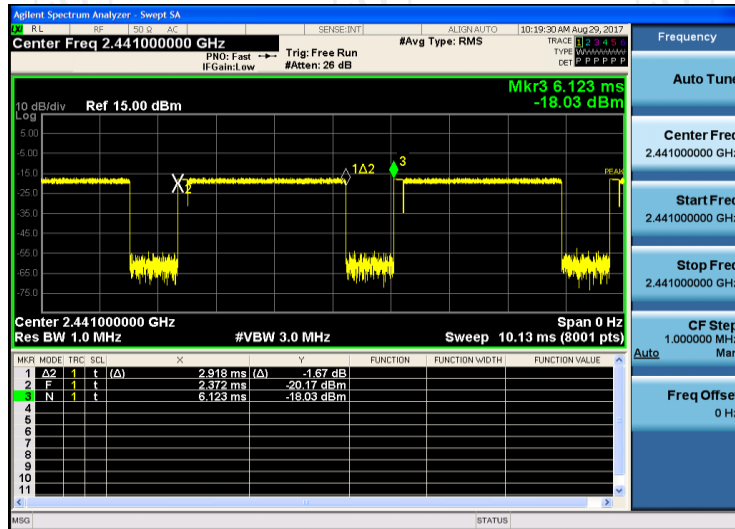 Agilent Spectrum Analyzer - Swept SA
LXI RL RF 50 Ω AC SENSE:INT ALIGN AUTO 10:19:30 AM Aug 29, 2017
Center Freq 2.441000000 GHz
PNO: Fast
IFGain:Low
Trig: Free Run
#Atten: 26 dB
#Avg Type: RMS
TRACE 1 2 3 4 5 6
TYPE
DET P P P P P P
Mkr3 6.123 ms
-18.03 dBm
10 dB/div Ref 15.00 dBm
Log
5.00
-5.00
-15.0
-25.0
-35.0
-45.0
-55.0
-65.0
-75.0
X2
1Δ2
3
PEAK
Center 2.441000000 GHz Span 0 Hz
Res BW 1.0 MHz #VBW 3.0 MHz Sweep 10.13 ms (8001 pts)
MKR MODE TRC SCL X Y FUNCTION FUNCTION WIDTH FUNCTION VALUE
1 Δ2 1 t (Δ) 2.918 ms (Δ) -1.67 dB
2 F 1 t 2.372 ms -20.17 dBm
3 N 1 t 6.123 ms -18.03 dBm
4
5
6
7
8
9
10
11
MSG STATUS
Frequency
Auto Tune
Center Freq
2.441000000 GHz
Start Freq
2.441000000 GHz
Stop Freq
2.441000000 GHz
CF Step
1.000000 MHz
Auto Man
Freq Offset
0 Hz